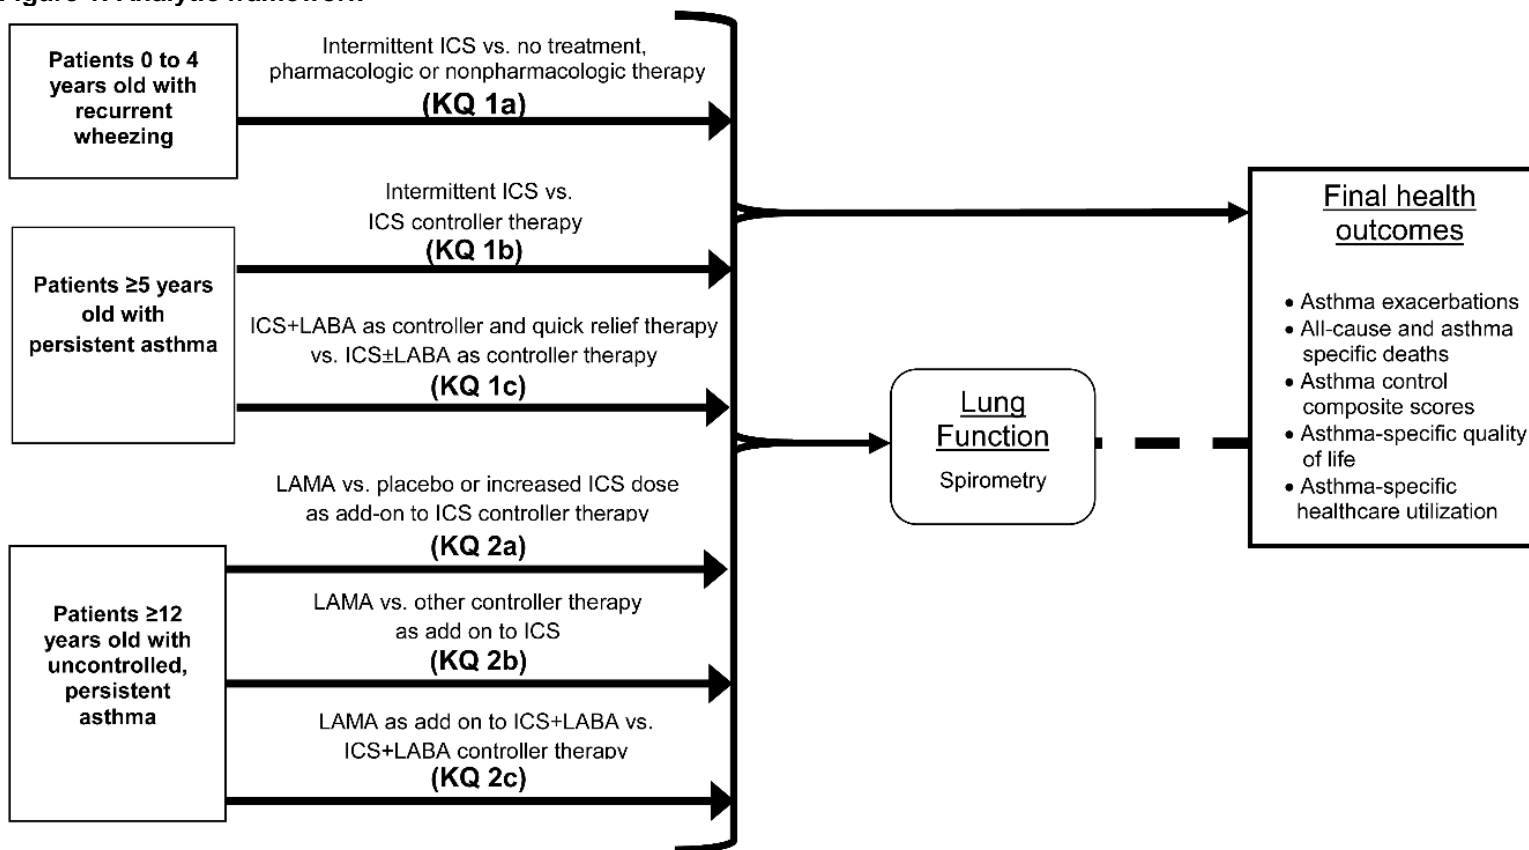 Figure 1. Analytic framework
Patients 0 to 4
years old with
recurrent
wheezing
Intermittent ICS vs. no treatment,
pharmacologic or nonpharmacologic therapy
(KQ 1a)
Patients ≥5 years
old with
persistent asthma
Intermittent ICS vs.
ICS controller therapy
(KQ 1b)
ICS+LABA as controller and quick relief therapy
vs. ICS±LABA as controller therapy
(KQ 1c)
Patients ≥12
years old with
uncontrolled,
persistent
asthma
LAMA vs. placebo or increased ICS dose
as add-on to ICS controller therapy
(KQ 2a)
LAMA vs. other controller therapy
as add on to ICS
(KQ 2b)
LAMA as add on to ICS+LABA vs.
ICS+LABA controller therapy
(KQ 2c)
Lung
Function
Spirometry
Final health
outcomes
• Asthma exacerbations
• All-cause and asthma
specific deaths
• Asthma control
composite scores
• Asthma-specific quality
of life
• Asthma-specific
healthcare utilization